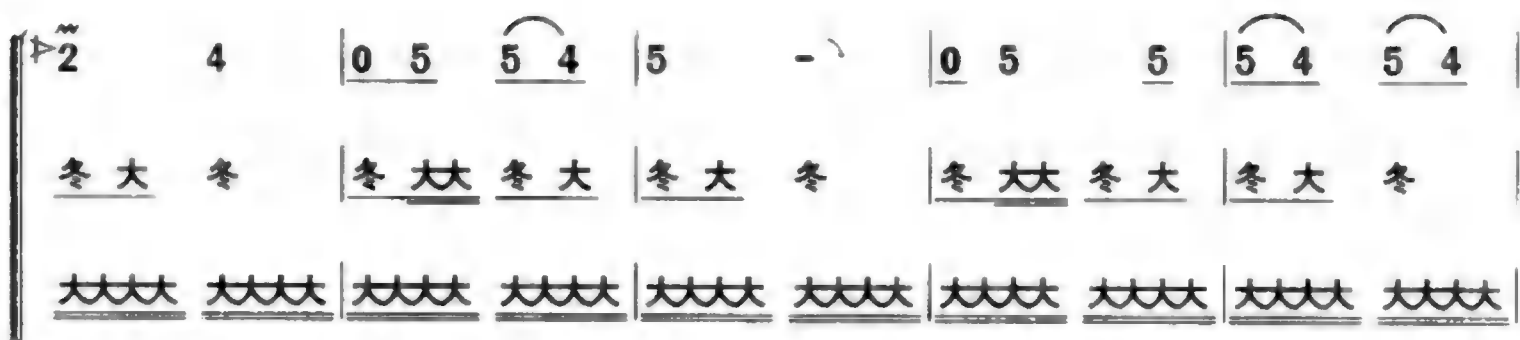 2 4 | 0 5 5 4 | 5 - | 0 5 5 | 5 4 5 4 |
冬 大 冬 | 冬 大大 冬 大 | 冬 大 冬 | 冬 大大 冬 大 | 冬 大 冬 |
大大大大 大大大大 | 大大大大 大大大大 | 大大大大 大大大大 | 大大大大 大大大大 | 大大大大 大大大大 |